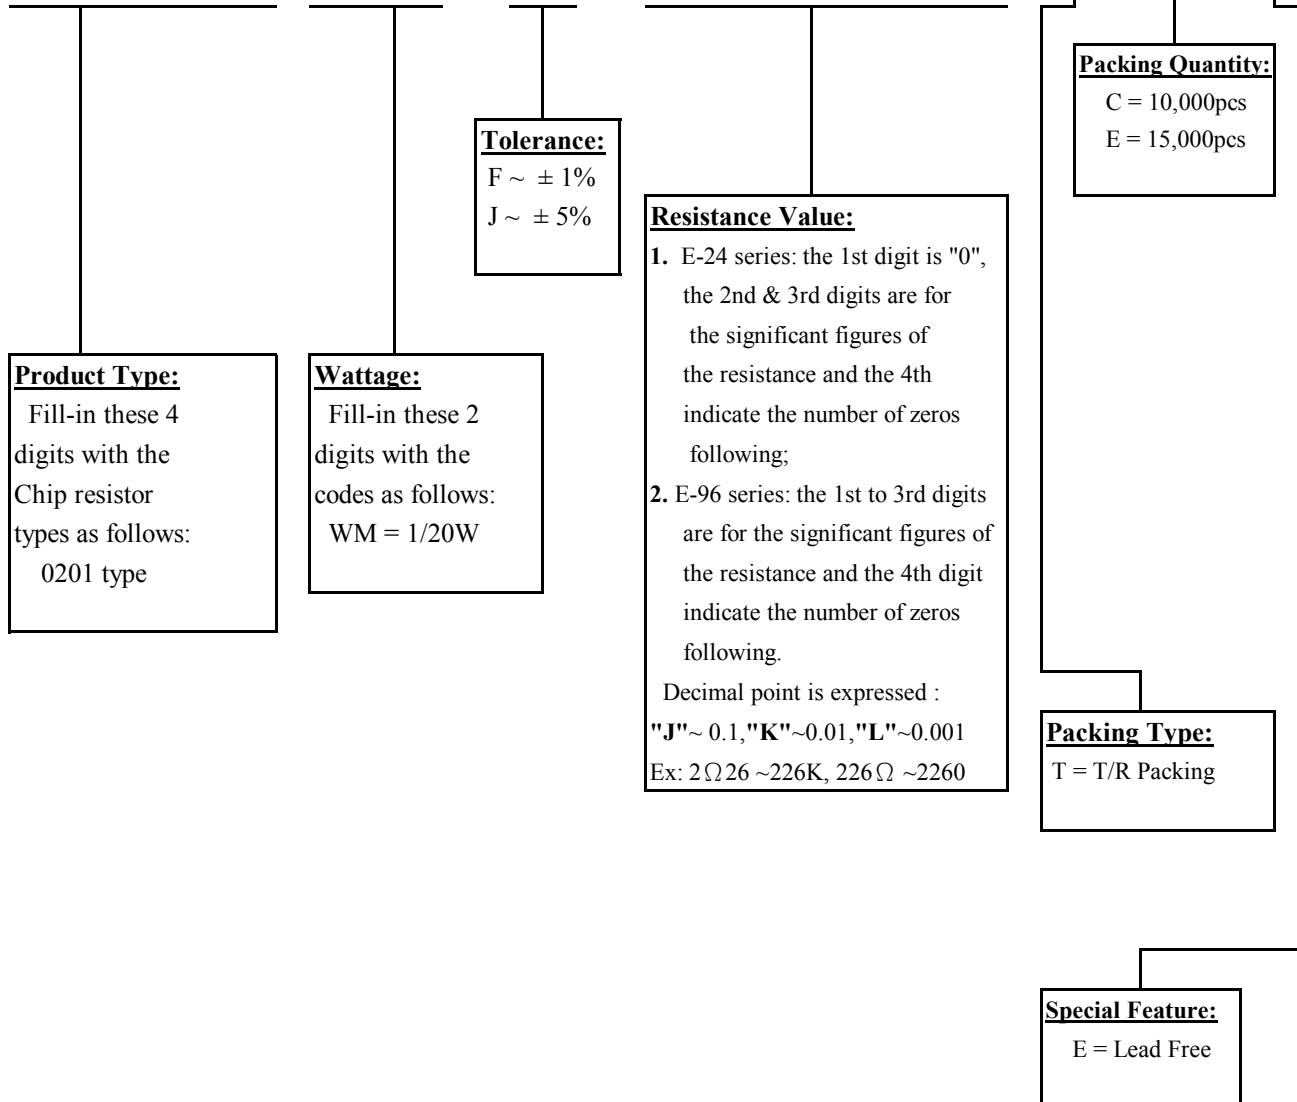 Packing Quantity:
C = 10,000pcs
E = 15,000pcs
Tolerance:
F ~ ± 1%
J ~ ± 5%
Resistance Value:
1. E-24 series: the 1st digit is "0",
the 2nd & 3rd digits are for
the significant figures of
the resistance and the 4th
indicate the number of zeros
following;
2. E-96 series: the 1st to 3rd digits
are for the significant figures of
the resistance and the 4th digit
indicate the number of zeros
following.
Decimal point is expressed :
"J"~ 0.1,"K"~0.01,"L"~0.001
Ex: 2Ω26 ~226K, 226Ω ~2260
Product Type:
Fill-in these 4
digits with the
Chip resistor
types as follows:
0201 type
Wattage:
Fill-in these 2
digits with the
codes as follows:
WM = 1/20W
Packing Type:
T = T/R Packing
Special Feature:
E = Lead Free